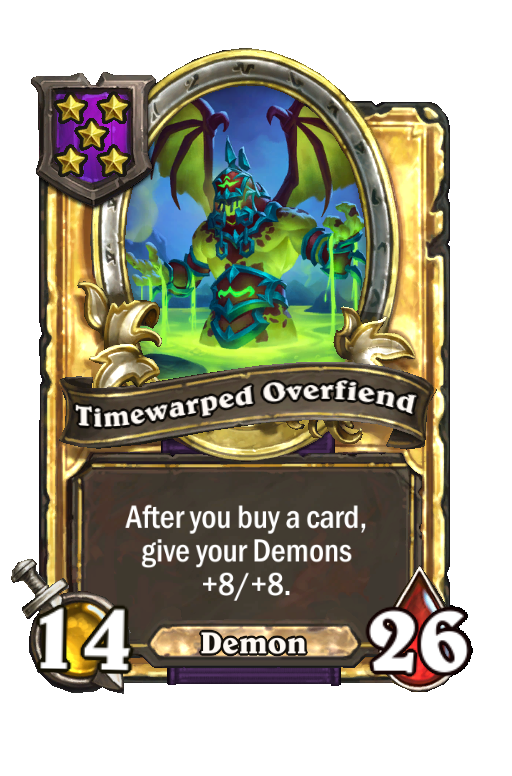 Timewarped Overfiend
After you buy a card,
give your Demons
+8/+8.
14
Demon
26